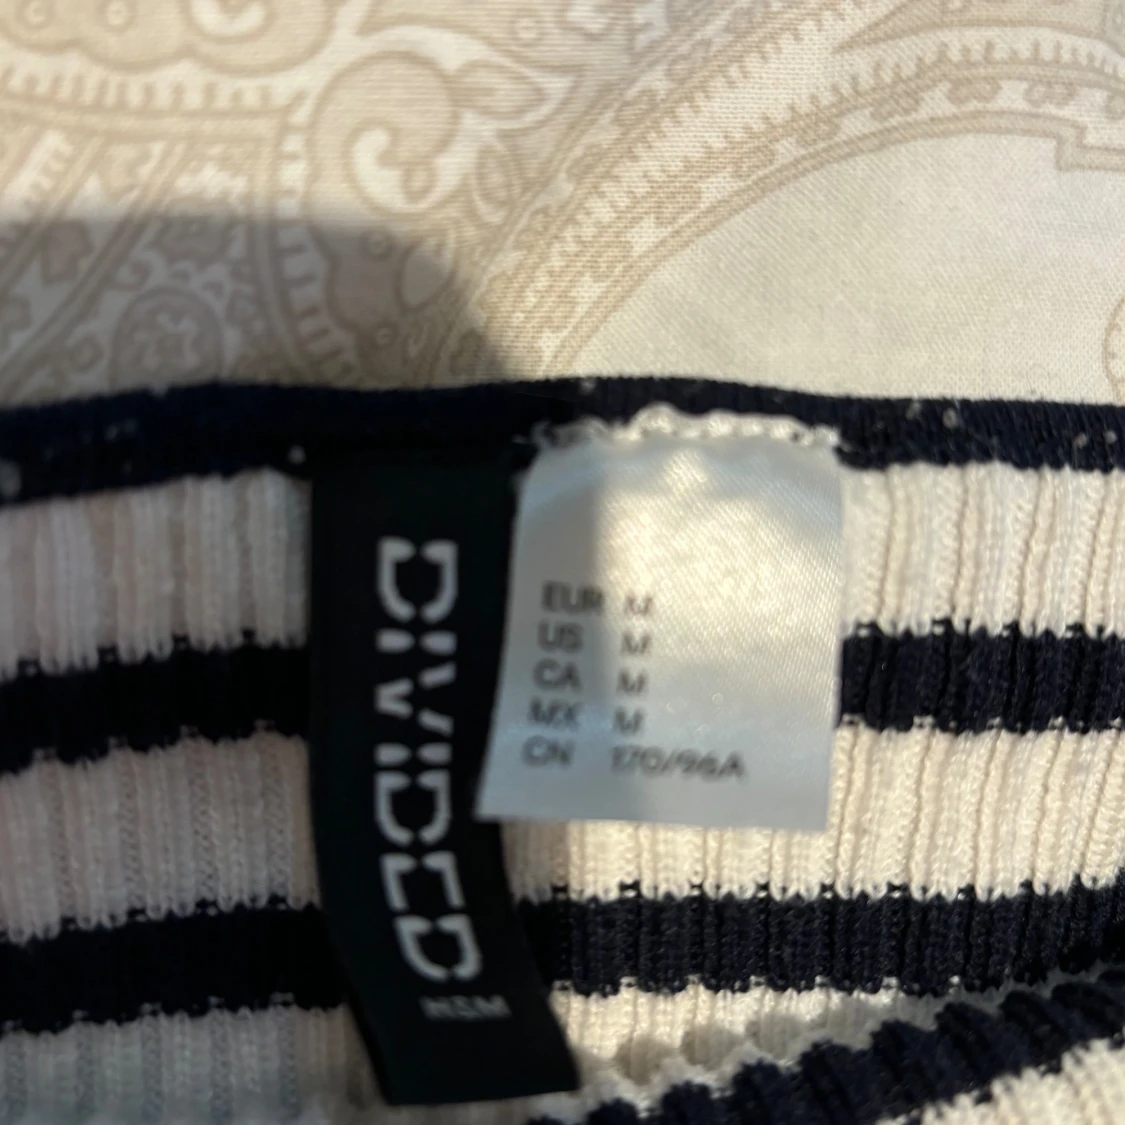 DIVIDED
H&M
EUR M
US M
CA M
MX M
CN 170/96A